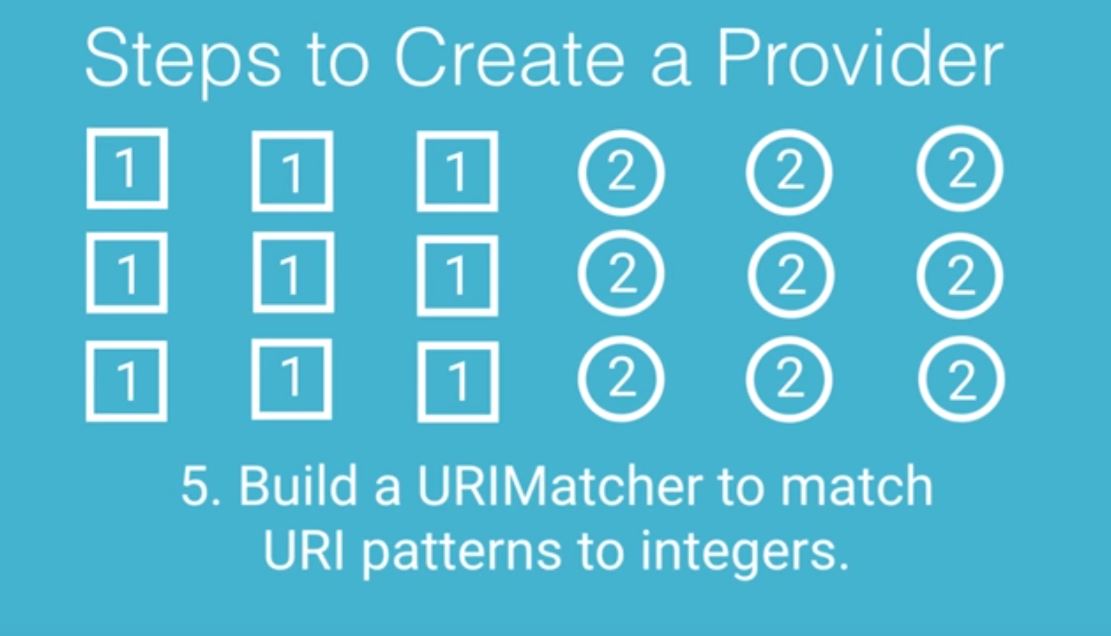 Steps to Create a Provider
1 1 1 2 2 2
1 1 1 2 2 2
1 1 1 2 2 2
5. Build a URIMatcher to match
URI patterns to integers.